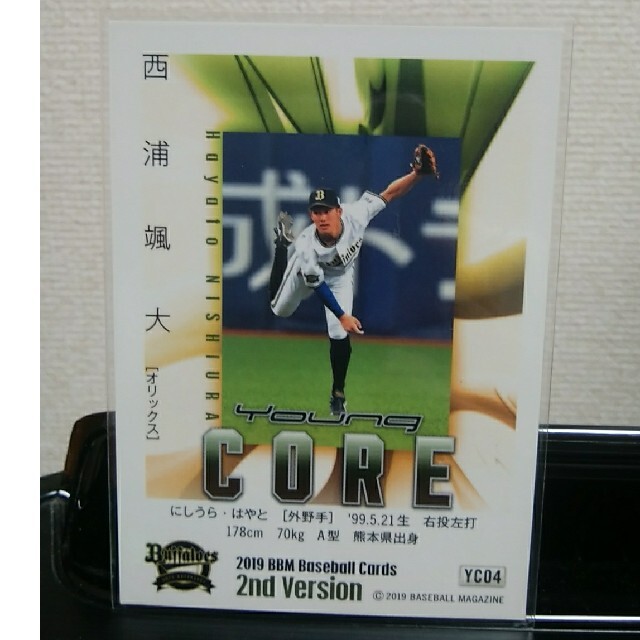 西浦颯大
[オリックス]
Hayato NISHIURA
B
Buffaloes
Young
CORE
にしうら・はやと [外野手] '99.5.21生 右投左打
178cm 70kg A型 熊本県出身
Buffaloes
2019 BBM Baseball Cards
2nd Version
YC04
© 2019 BASEBALL MAGAZINE